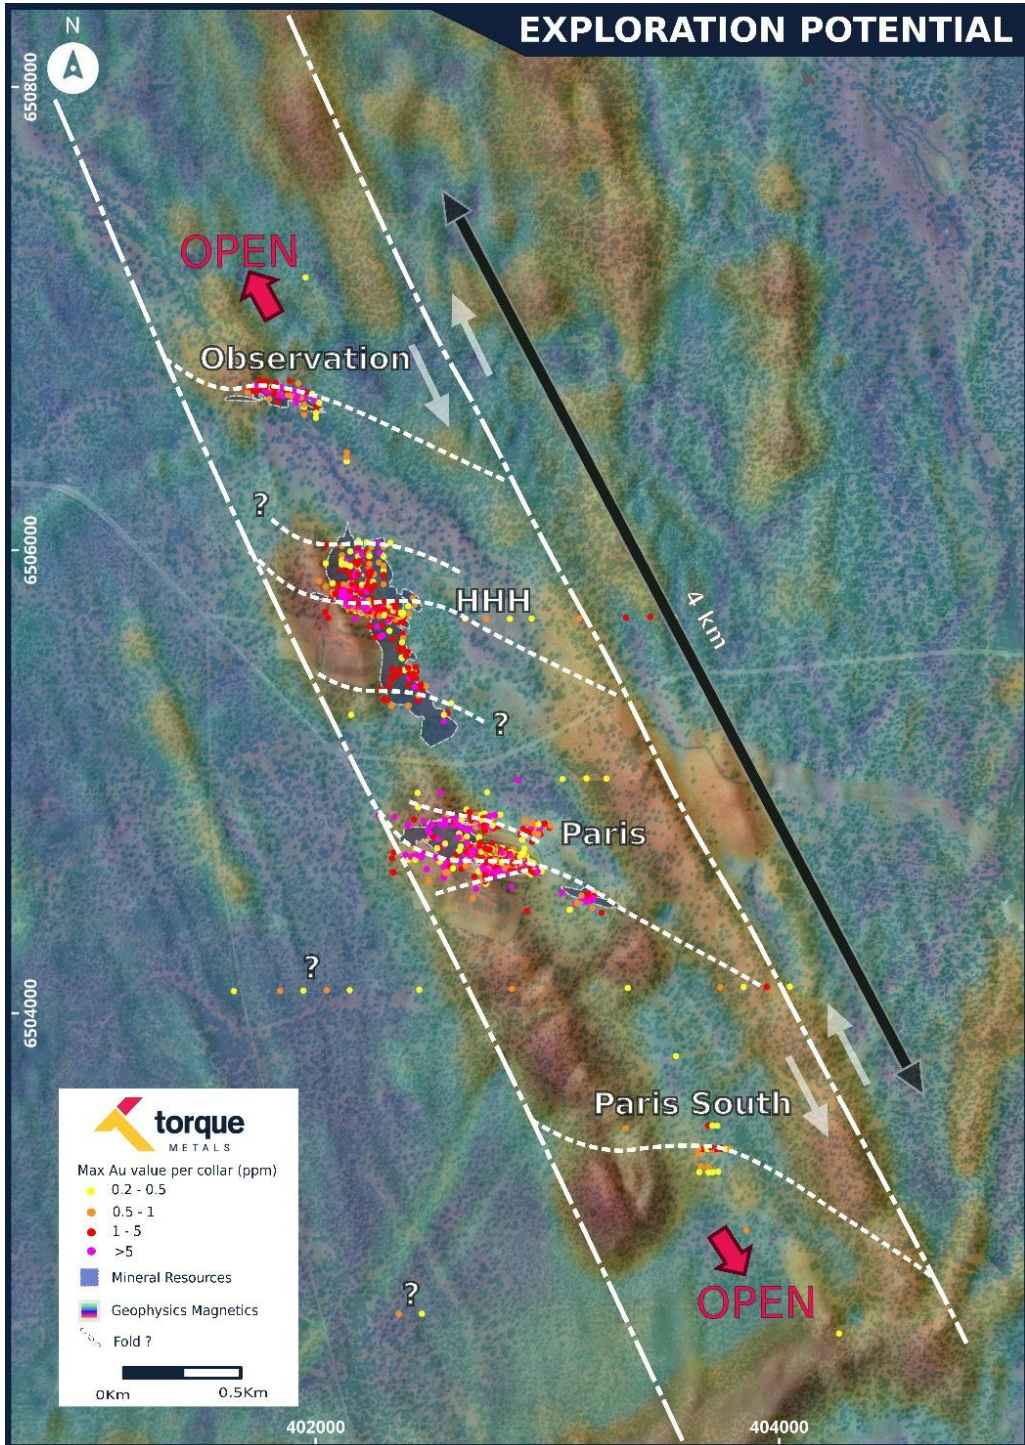 EXPLORATION POTENTIAL
N
6508000
OPEN
Observation
?
6506000
HHH
4 km
?
Paris
?
6504000
Paris South
torque
METALS
Max Au value per collar (ppm)
0.2 - 0.5
0.5 - 1
1 - 5
>5
Mineral Resources
Geophysics Magnetics
Fold ?
0Km 0.5Km
?
OPEN
402000 404000